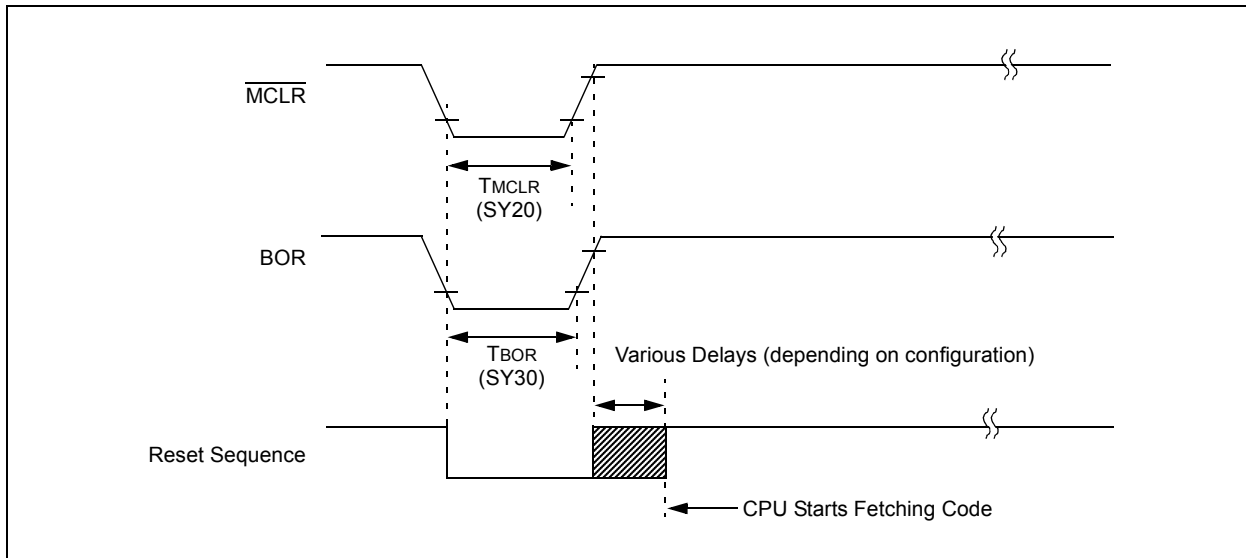 MCLR
TMCLR
(SY20)
BOR
TBOR
(SY30)
Various Delays (depending on configuration)
Reset Sequence
CPU Starts Fetching Code